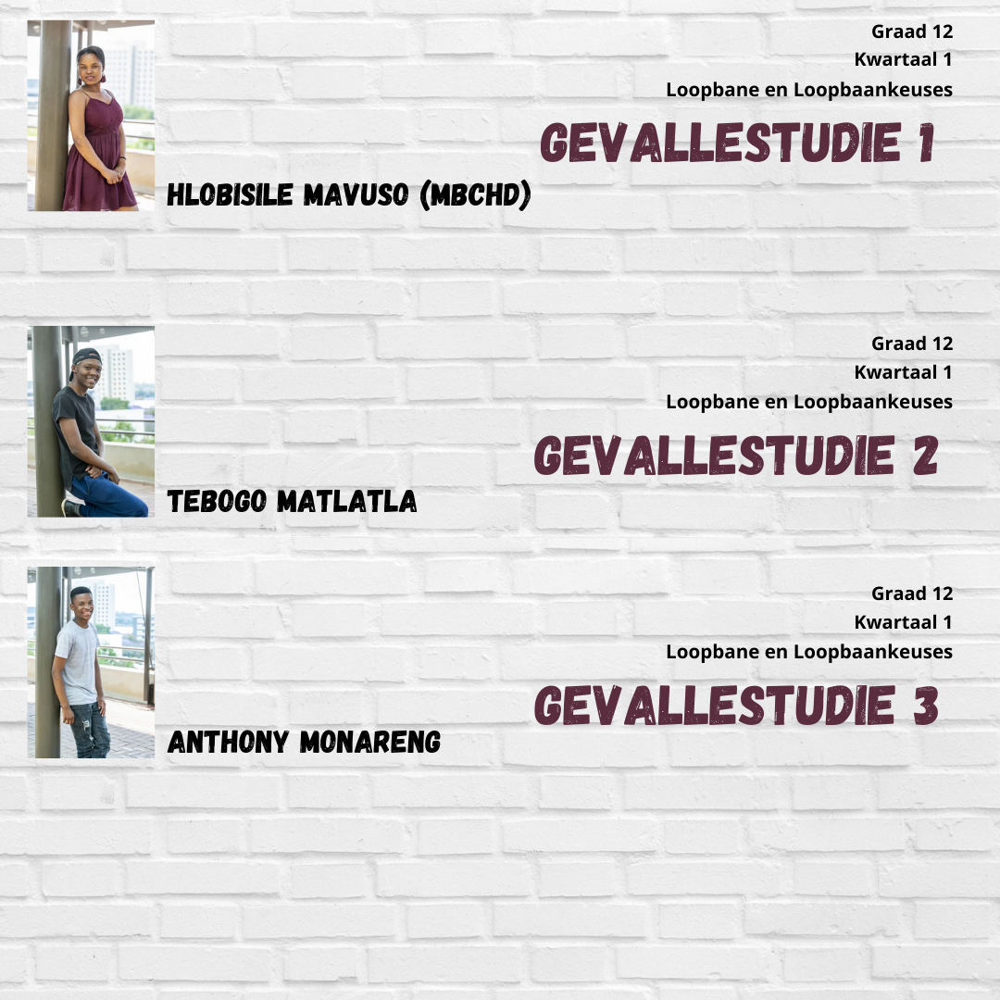 Graad 12
Kwartaal 1
Loopbane en Loopbaankeuses
GEVALLESTUDIE 1
HLOBISILE MAVUSO (MBCHD)
Graad 12
Kwartaal 1
Loopbane en Loopbaankeuses
GEVALLESTUDIE 2
TEBOGO MATLATLA
Graad 12
Kwartaal 1
Loopbane en Loopbaankeuses
GEVALLESTUDIE 3
ANTHONY MONARENG